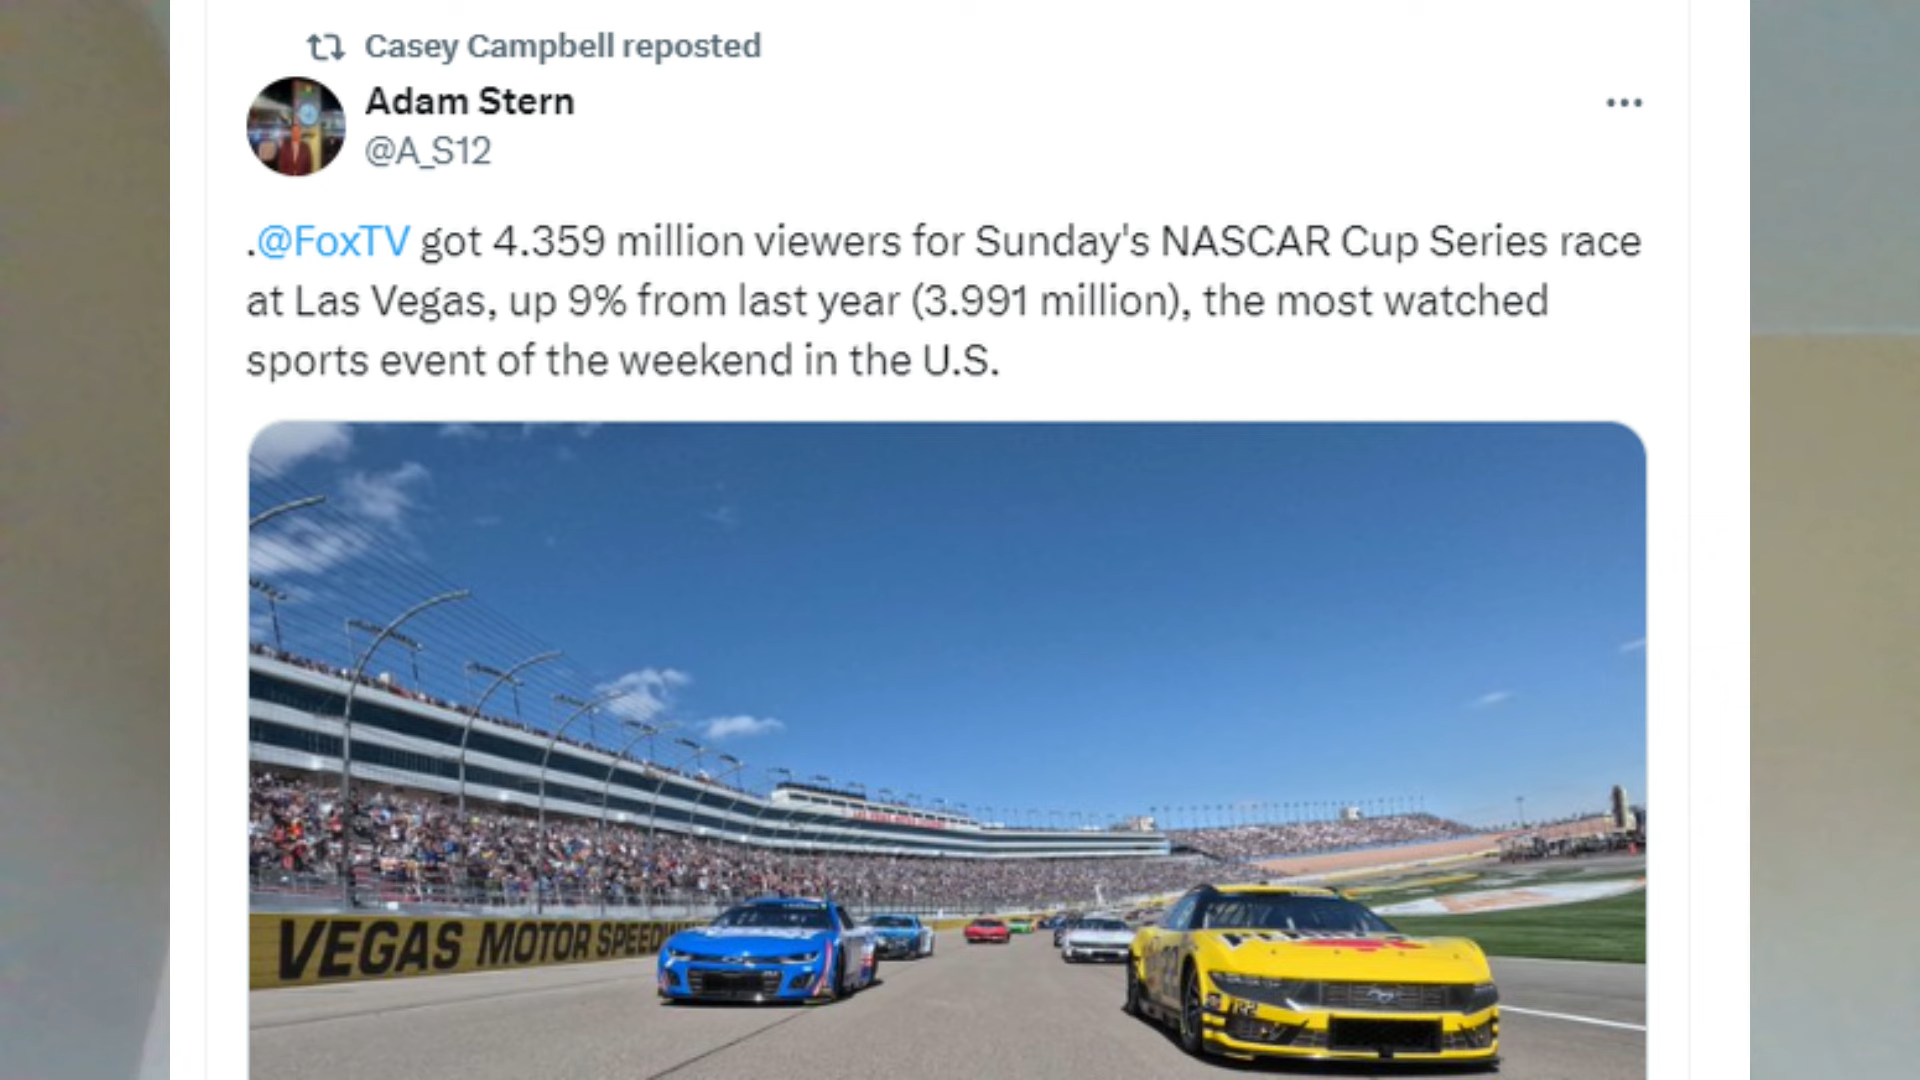 Casey Campbell reposted
Adam Stern
@A_S12
.@FoxTV got 4.359 million viewers for Sunday's NASCAR Cup Series race
at Las Vegas, up 9% from last year (3.991 million), the most watched
sports event of the weekend in the U.S.
VEGAS MOTOR SPEEDW
22